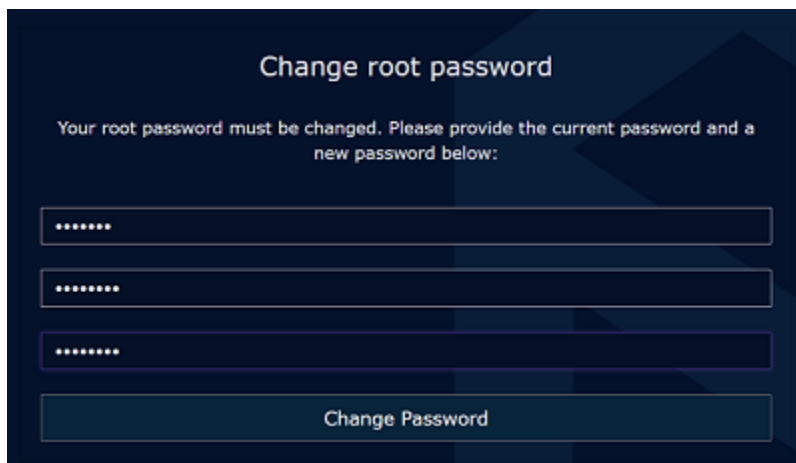 Change root password
Your root password must be changed. Please provide the current password and a
new password below:
•••••••
••••••••
••••••••
Change Password